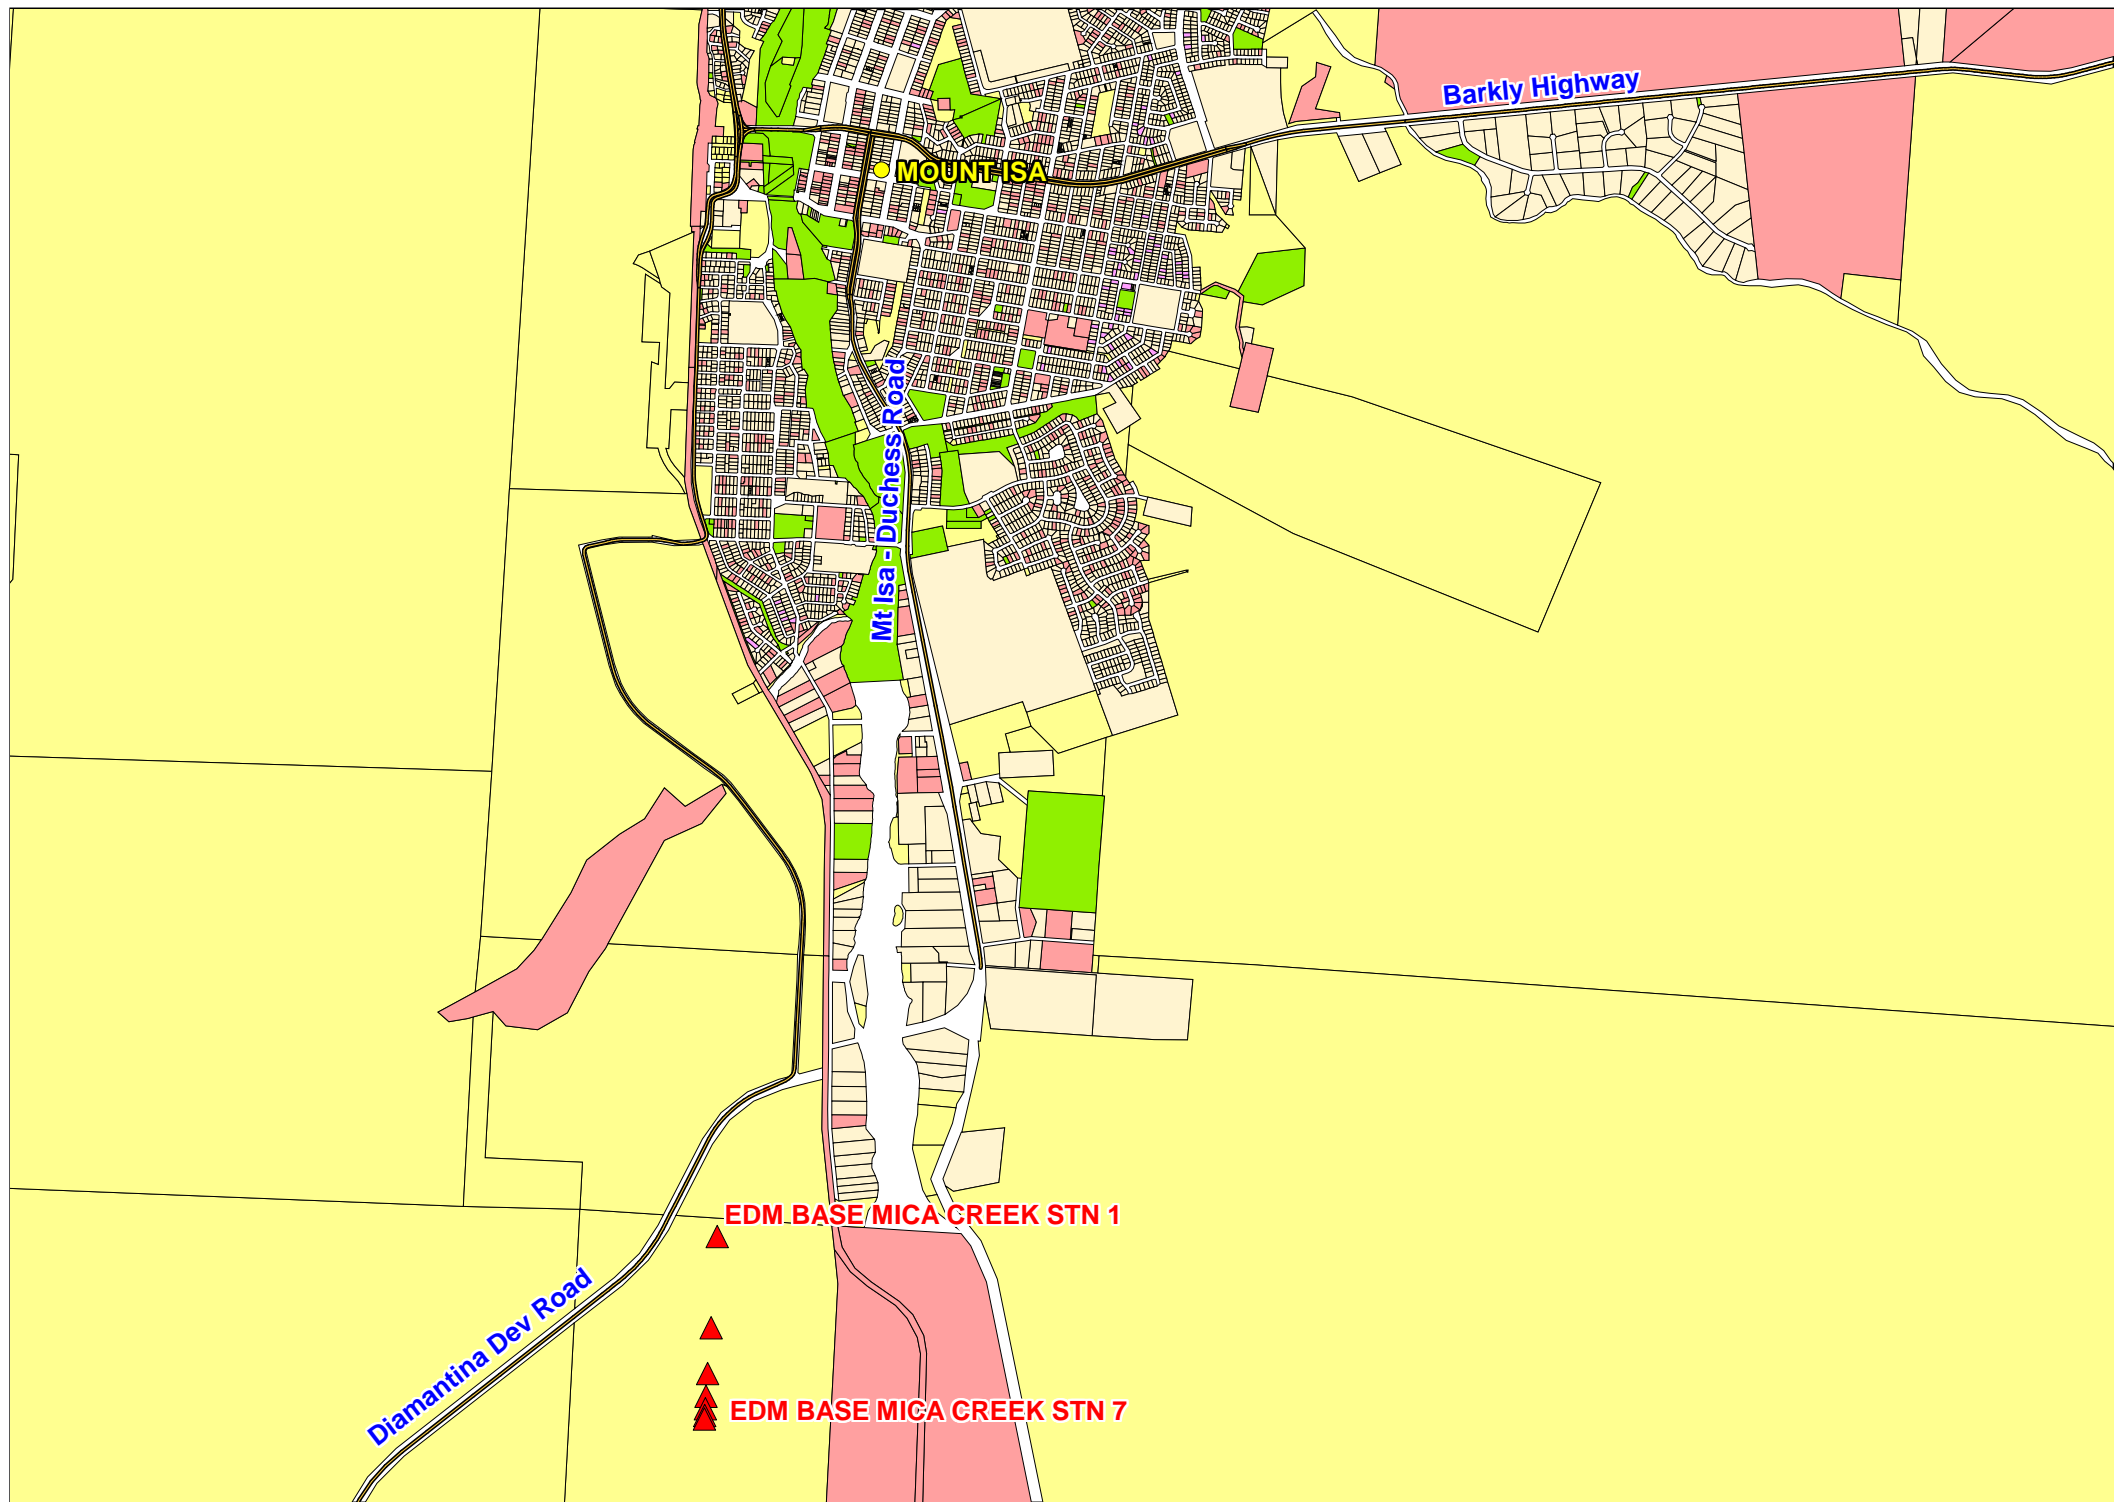 Barkly Highway
MOUNT ISA
Mt Isa - Duchess Road
EDM BASE MICA CREEK STN 1
Diamantina Dev Road
EDM BASE MICA CREEK STN 7